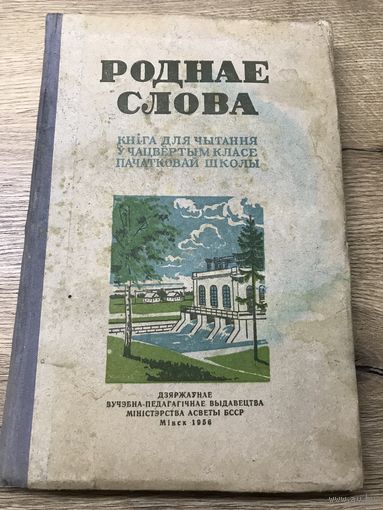 РОДНАЕ
СЛОВА
КНІГА ДЛЯ ЧЫТАННЯ
Ў ЧАЦВЁРТЫМ КЛАСЕ
ПАЧАТКОВАЙ ШКОЛЫ
ДЗЯРЖАЎНАЕ
ВУЧЭБНА-ПЕДАГАГІЧНАЕ ВЫДАВЕЦТВА
МІНІСТЭРСТВА АСВЕТЫ БССР
Мінск 1956